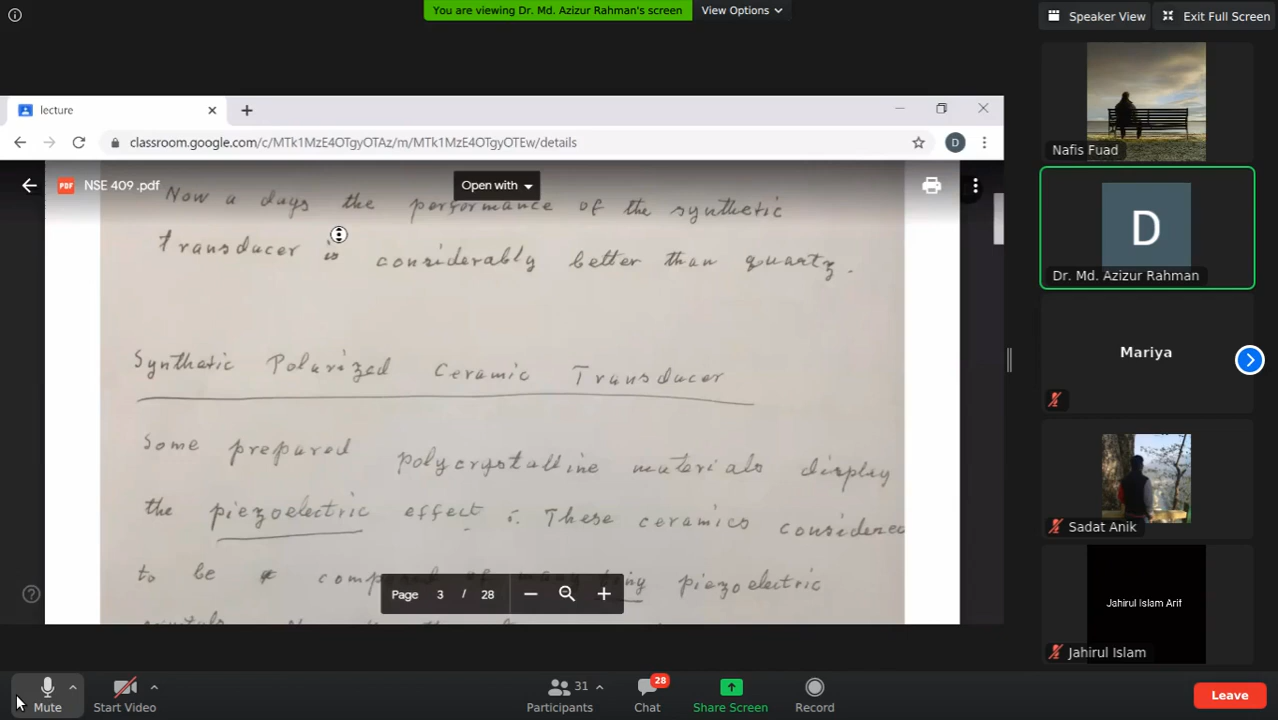 You are viewing Dr. Md. Azizur Rahman's screen
View Options
Speaker View
Exit Full Screen
lecture
classroom.google.com/c/MTk1MzE4OTgyOTAz/m/MTk1MzE4OTgyOTEw/details
D
NSE 409 .pdf
Open with
Now a days the performance of the synthetic
transducer is considerably better than quartz.
Synthetic Polarized Ceramic Transducer
Some prepared polycrystalline materials display
the piezoelectric effect. These ceramics considered
to be composed of many tiny piezoelectric
Page 3 / 28
Nafis Fuad
D
Dr. Md. Azizur Rahman
Mariya
Sadat Anik
Jahirul Islam Arif
Jahirul Islam
Mute
Start Video
31
Participants
28
Chat
Share Screen
Record
Leave